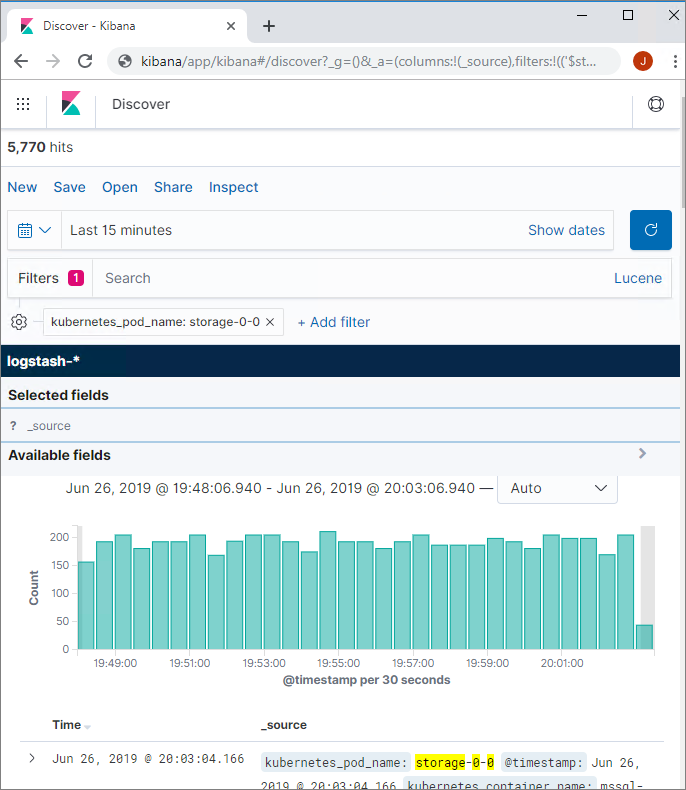 Discover - Kibana
kibana/app/kibana#/discover?_g=()&_a=(columns:!(_source),filters:!(('$st...
J
Discover
5,770 hits
New Save Open Share Inspect
Last 15 minutes Show dates
Filters 1 Search Lucene
kubernetes_pod_name: storage-0-0 × + Add filter
logstash-*
Selected fields
? _source
Available fields
Jun 26, 2019 @ 19:48:06.940 - Jun 26, 2019 @ 20:03:06.940 — Auto
200
150
100
50
0
Count
19:49:00 19:51:00 19:53:00 19:55:00 19:57:00 19:59:00 20:01:00
@timestamp per 30 seconds
Time _source
Jun 26, 2019 @ 20:03:04.166 kubernetes_pod_name: storage-0-0 @timestamp: Jun 26,
2019 @ 20:03:04.166 kubernetes_container_name: mssql-